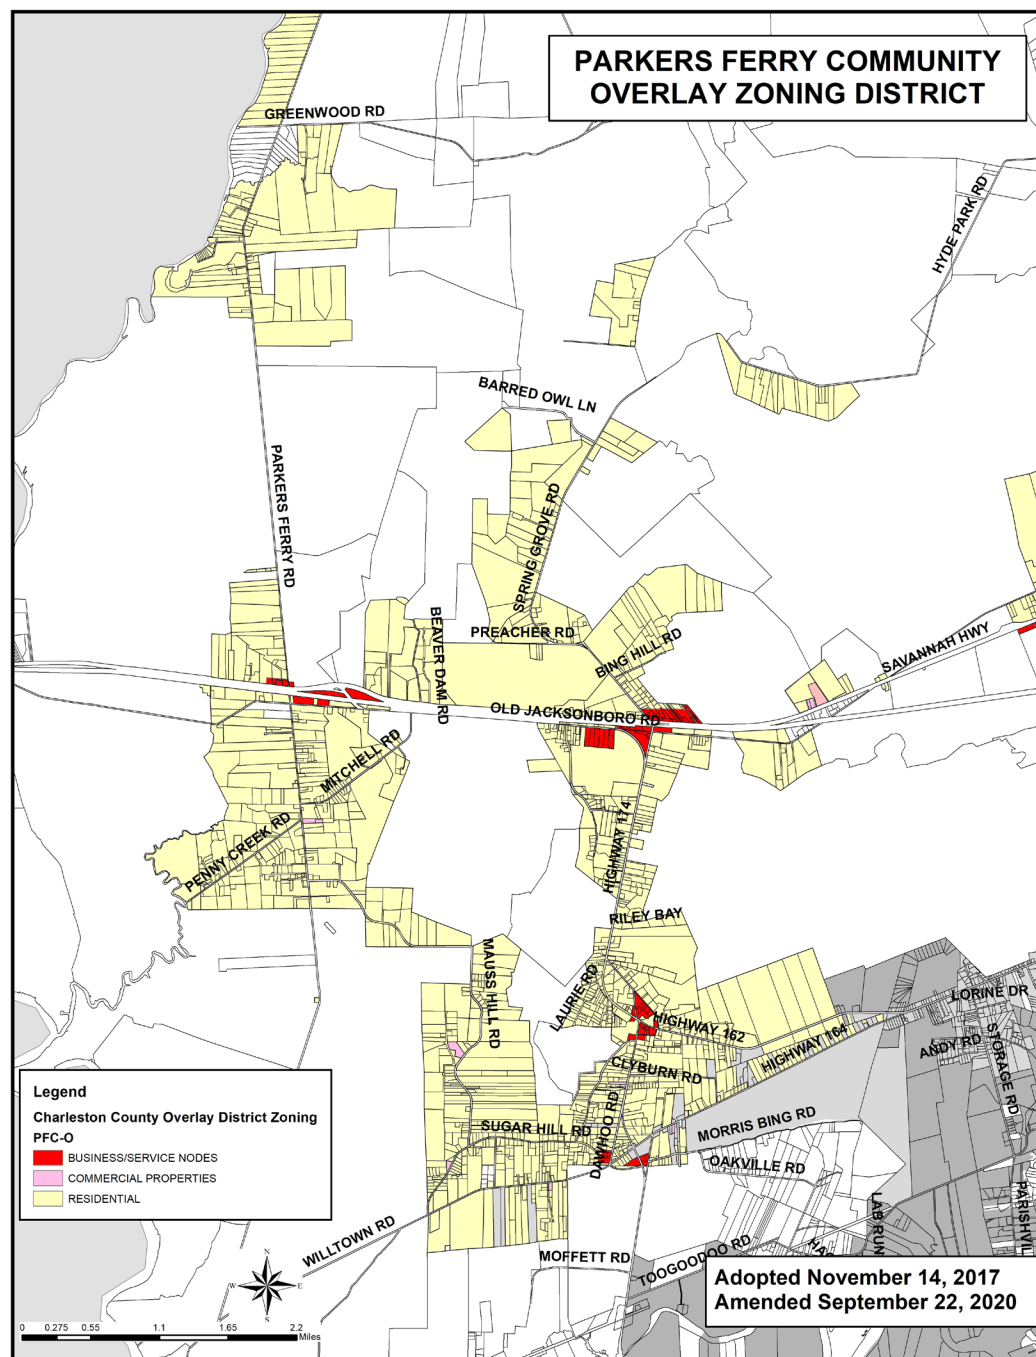 PARKERS FERRY COMMUNITY
OVERLAY ZONING DISTRICT
GREENWOOD RD
HYDE PARK RD
BARRED OWL LN
PARKERS FERRY RD
SPRING GROVE RD
PREACHER RD
BEAVER DAM RD
BING HILL RD
SAVANNAH HWY
OLD JACKSONBORO RD
MITCHELL RD
HIGHWAY 174
PENNY CREEK RD
RILEY BAY
MAUSS HILL RD
LAURIE RD
LORINE DR
HIGHWAY 162
HIGHWAY 164
ANDY RD
STORAGE RD
CLYBURN RD
MORRIS BING RD
SUGAR HILL RD
DAWHOO RD
OAKVILLE RD
LAB RUN
PARISHVIL
WILLTOWN RD
MOFFETT RD
TOOGOODOO RD
HAS
Legend
Charleston County Overlay District Zoning
PFC-O
BUSINESS/SERVICE NODES
COMMERCIAL PROPERTIES
RESIDENTIAL
N
W E
S
0 0.275 0.55 1.1 1.65 2.2
Miles
Adopted November 14, 2017
Amended September 22, 2020